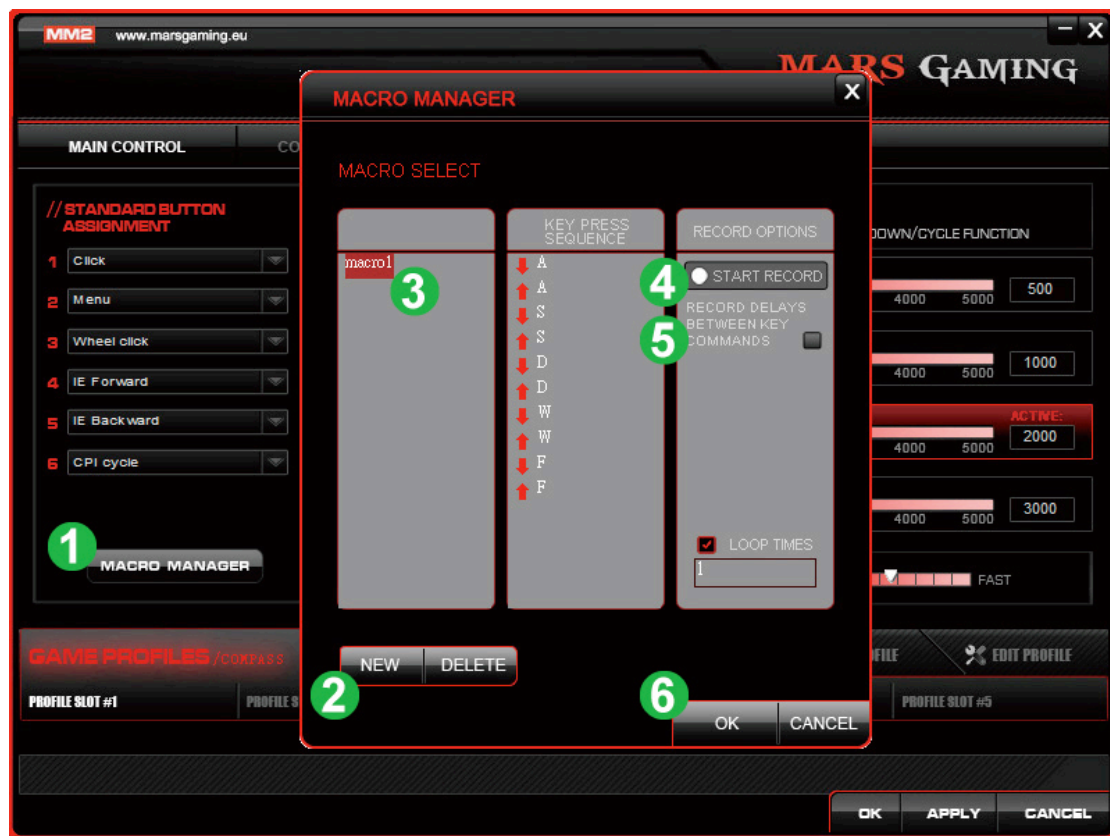 MM2 www.marsgaming.eu
MARS GAMING
MACRO MANAGER
X
MAIN CONTROL
CO
MACRO SELECT
//STANDARD BUTTON
ASSIGNMENT
1 Click
2 Menu
3 Wheel click
4 IE Forward
5 IE Backward
6 CPI cycle
1
MACRO MANAGER
macro1
3
KEY PRESS
SEQUENCE
A
A
S
S
D
D
W
W
F
F
RECORD OPTIONS
4 START RECORD
RECORD DELAYS
BETWEEN KEY
5 COMMANDS
LOOP TIMES
1
DOWN/CYCLE FUNCTION
4000 5000 500
4000 5000 1000
ACTIVE:
4000 5000 2000
4000 5000 3000
FAST
NEW DELETE
2
6
OK CANCEL
GAME PROFILES /COMPASS
FILE EDIT PROFILE
PROFILE SLOT #1 PROFILE S PROFILE SLOT #5
OK APPLY CANCEL